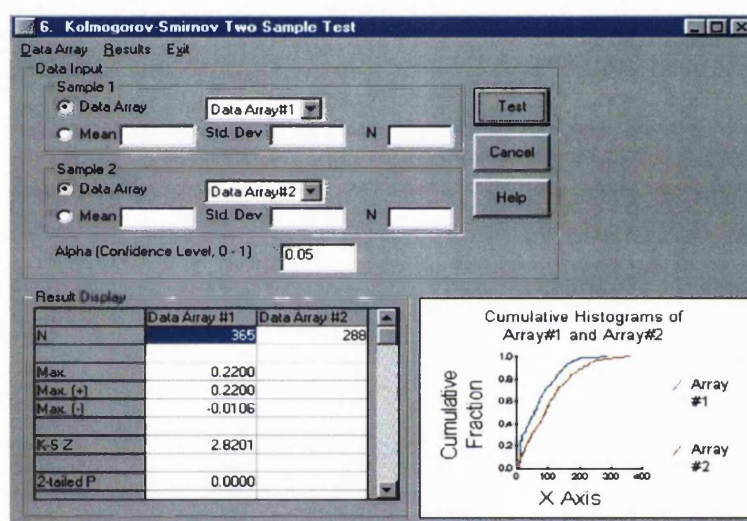 6. Kolmogorov-Smirnov Two Sample Test
Data Array Results Exit
Data Input
Sample 1
Data Array Data Array#1
Mean Std. Dev N
Test
Cancel
Help
Sample 2
Data Array Data Array#2
Mean Std. Dev N
Alpha (Confidence Level, 0 - 1) 0.05
Result Display
Data Array #1 Data Array #2
N 365 288
Max. 0.2200
Max. (+) 0.2200
Max. (-) -0.0106
K-S Z 2.8201
2-tailed P 0.0000
Cumulative Histograms of
Array#1 and Array#2
Cumulative
Fraction
1.0
0.8
0.6
0.4
0.2
0.0
0 100 200 300 400
X Axis
Array
#1
Array
#2